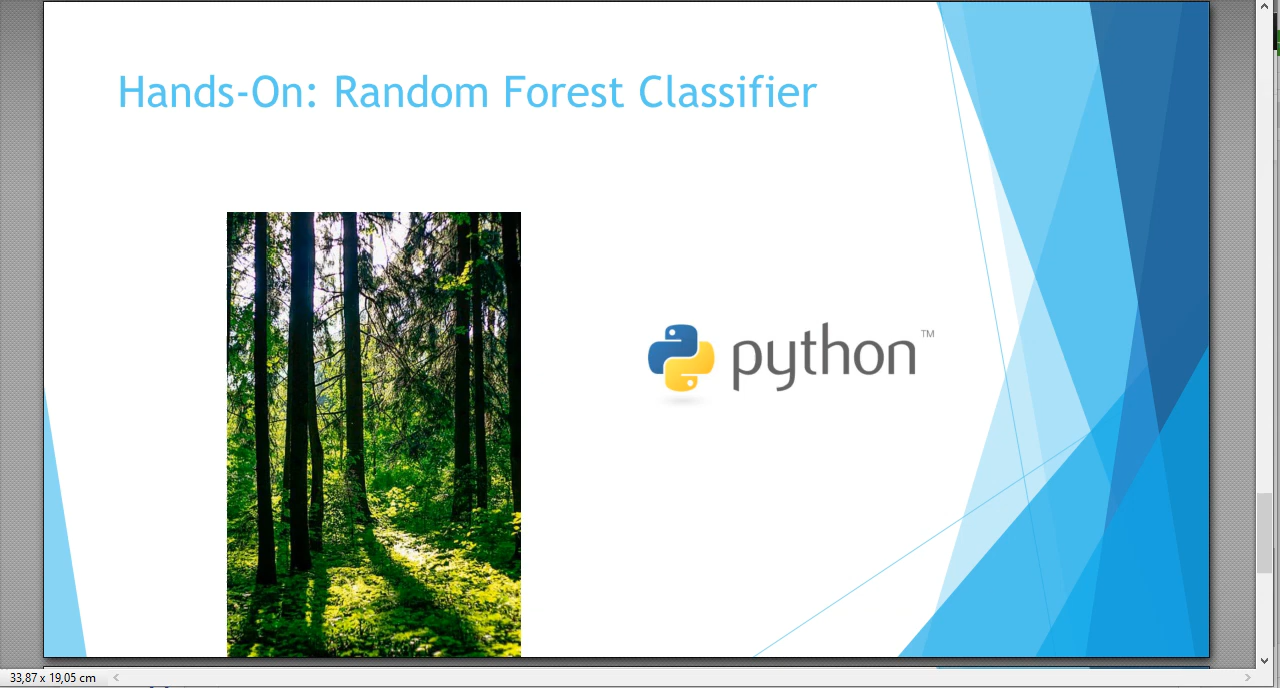 Hands-On: Random Forest Classifier
python™
33,87 x 19,05 cm